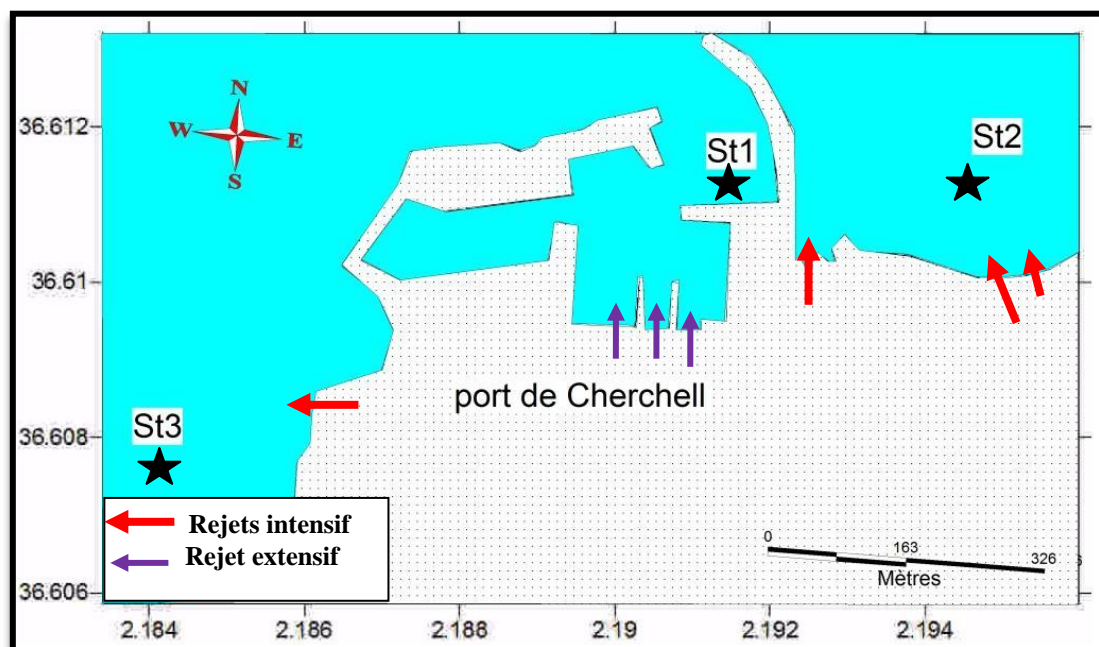 N
W E
S
36.612
36.61
36.608
36.606
St1
St2
St3
port de Cherchell
Rejets intensif
Rejet extensif
0 163 326
Mètres
2.184 2.186 2.188 2.19 2.192 2.194